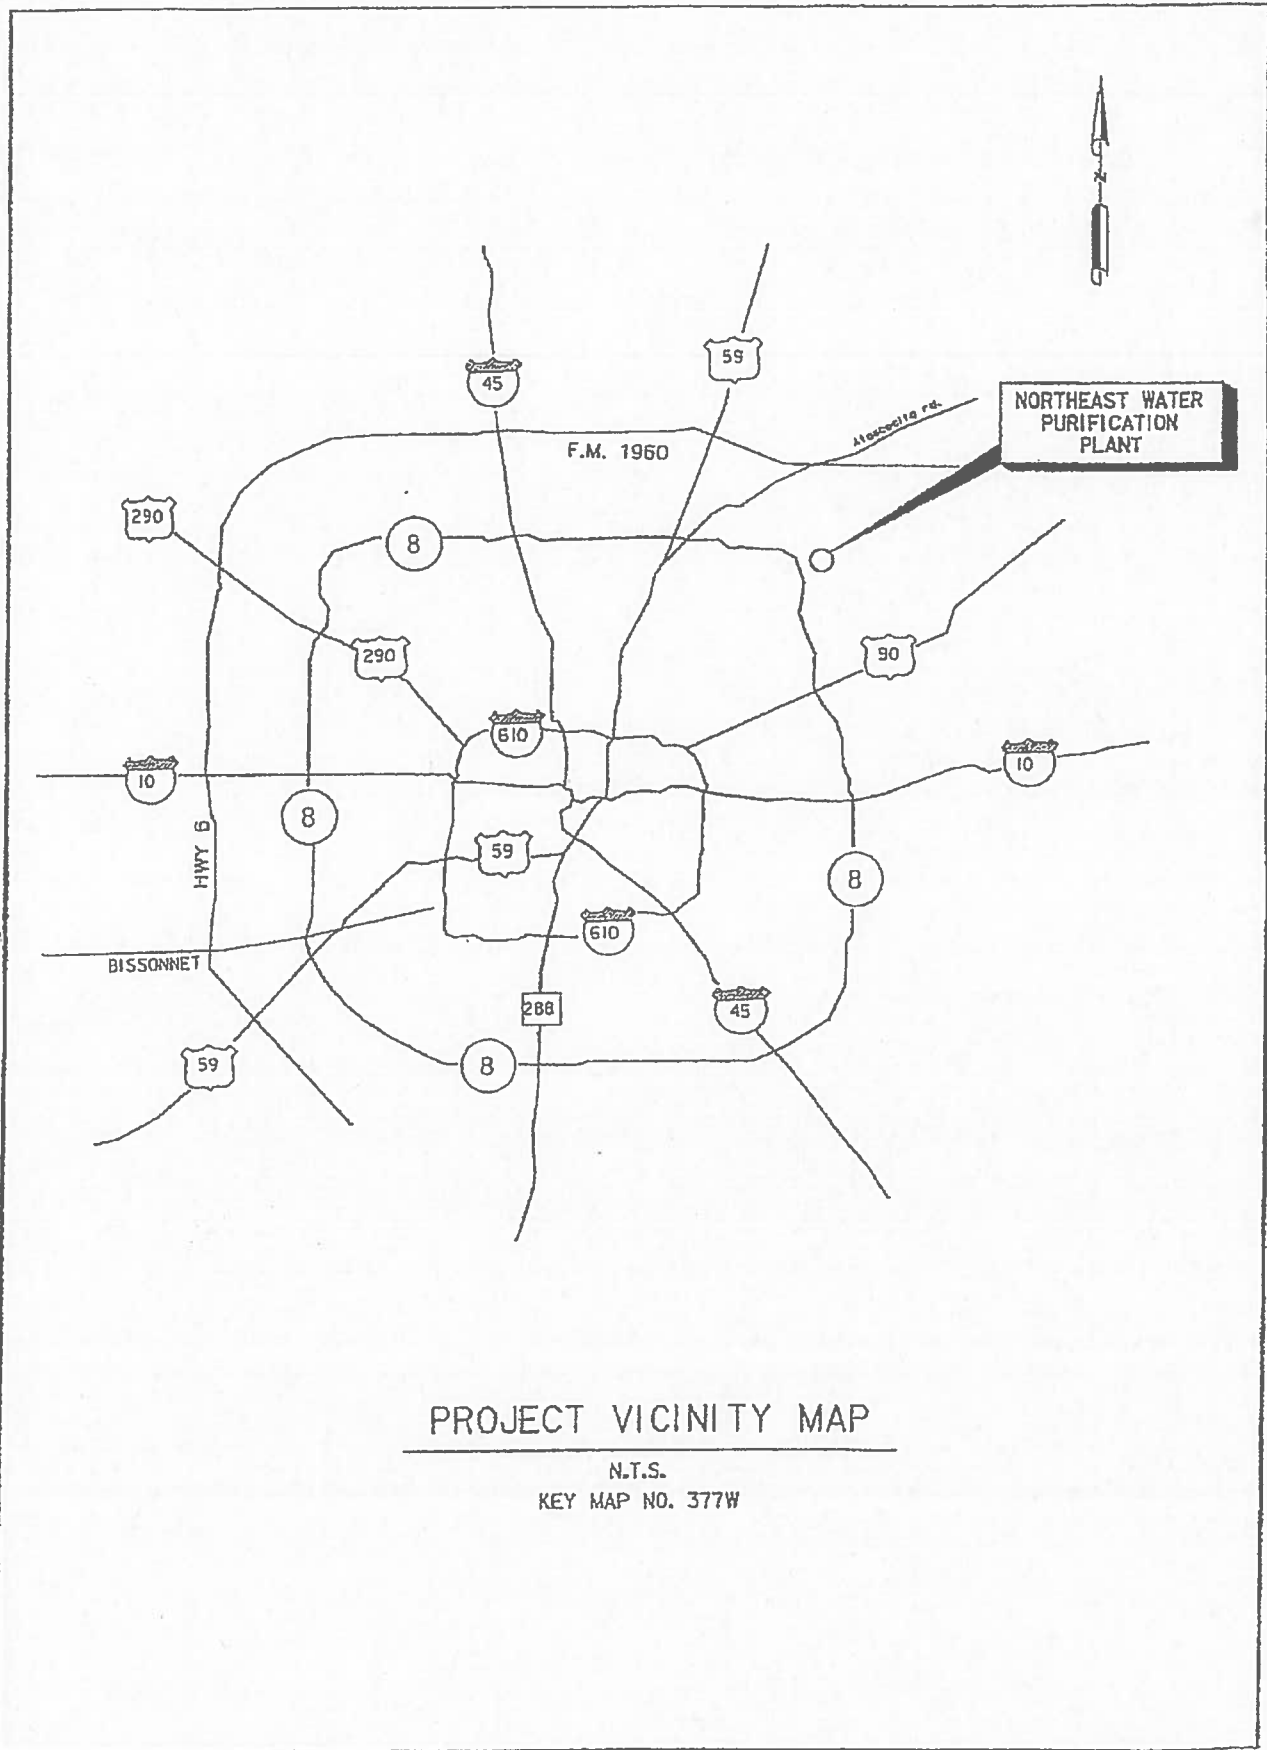 N
45
59
Atascocita rd.
NORTHEAST WATER
PURIFICATION
PLANT
F.M. 1960
290
8
290
90
610
10
10
8
HWY 6
59
8
610
BISSONNET
288
45
59
8
PROJECT VICINITY MAP
N.T.S.
KEY MAP NO. 377W